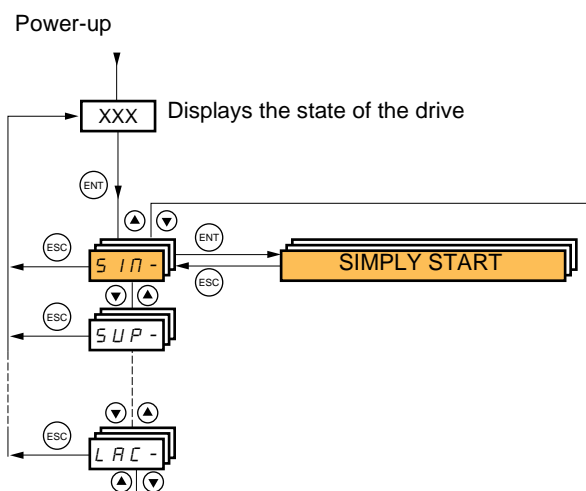 Power-up
XXX
Displays the state of the drive
ENT
ESC
SIM-
ENT
ESC
SIMPLY START
ESC
SUP-
ESC
LAC-